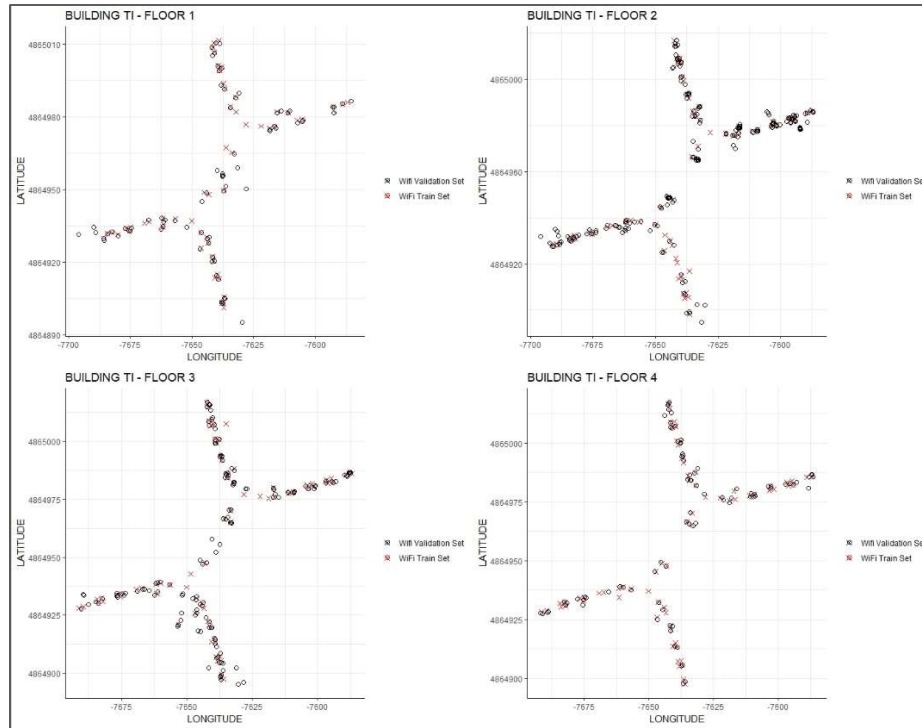 BUILDING TI - FLOOR 1
4865010
4864980
4864950
4864920
4864890
LATITUDE
-7700 -7675 -7650 -7625 -7600
LONGITUDE
Wifi Validation Set
WiFi Train Set
BUILDING TI - FLOOR 2
4865000
4864960
4864920
LATITUDE
-7700 -7675 -7650 -7625 -7600
LONGITUDE
Wifi Validation Set
WiFi Train Set
BUILDING TI - FLOOR 3
4865000
4864975
4864950
4864925
4864900
LATITUDE
-7675 -7650 -7625 -7600
LONGITUDE
Wifi Validation Set
WiFi Train Set
BUILDING TI - FLOOR 4
4865000
4864975
4864950
4864925
4864900
LATITUDE
-7675 -7650 -7625 -7600
LONGITUDE
Wifi Validation Set
WiFi Train Set